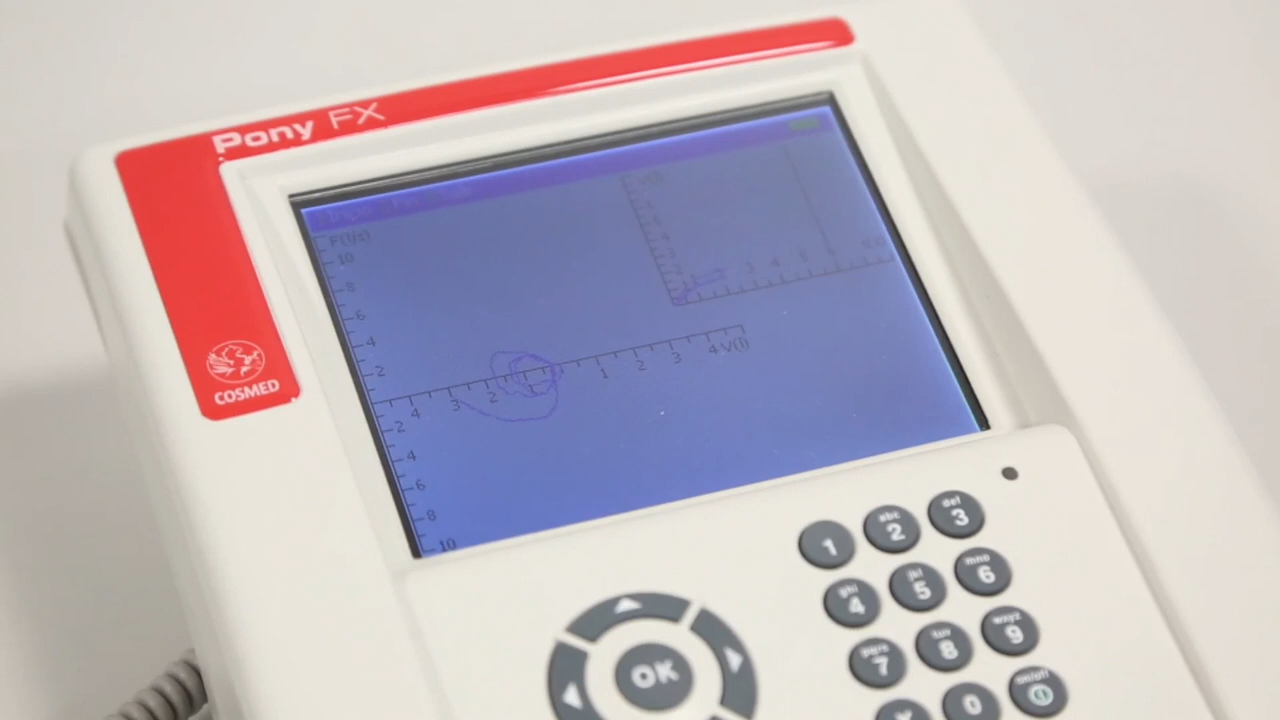 Pony FX
COSMED
F(l/s)
10
8
6
4
2
4 3 2 1 1 2 3 4 V(l)
2
4
6
8
10
3 4
1
abc 2
def 3
ghi 4
jkl 5
mno 6
pqrs 7
tuv 8
wxyz 9
0
on/off
OK